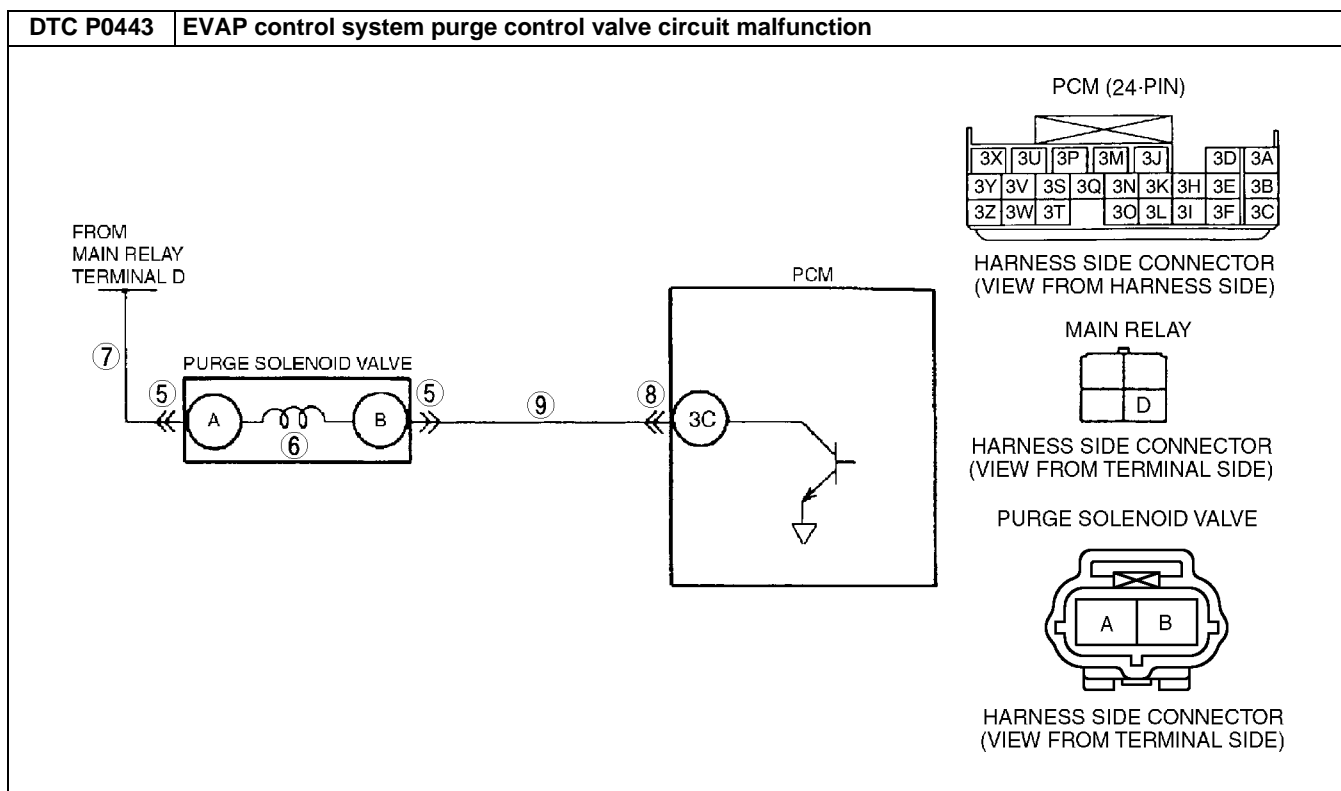 DTC P0443 EVAP control system purge control valve circuit malfunction
PCM (24-PIN)
3X 3U 3P 3M 3J 3D 3A
3Y 3V 3S 3Q 3N 3K 3H 3E 3B
3Z 3W 3T 3O 3L 3I 3F 3C
HARNESS SIDE CONNECTOR
(VIEW FROM HARNESS SIDE)
FROM
MAIN RELAY
TERMINAL D
7
PURGE SOLENOID VALVE
5
A
6
B
5
9
8
PCM
3C
MAIN RELAY
D
HARNESS SIDE CONNECTOR
(VIEW FROM TERMINAL SIDE)
PURGE SOLENOID VALVE
A B
HARNESS SIDE CONNECTOR
(VIEW FROM TERMINAL SIDE)